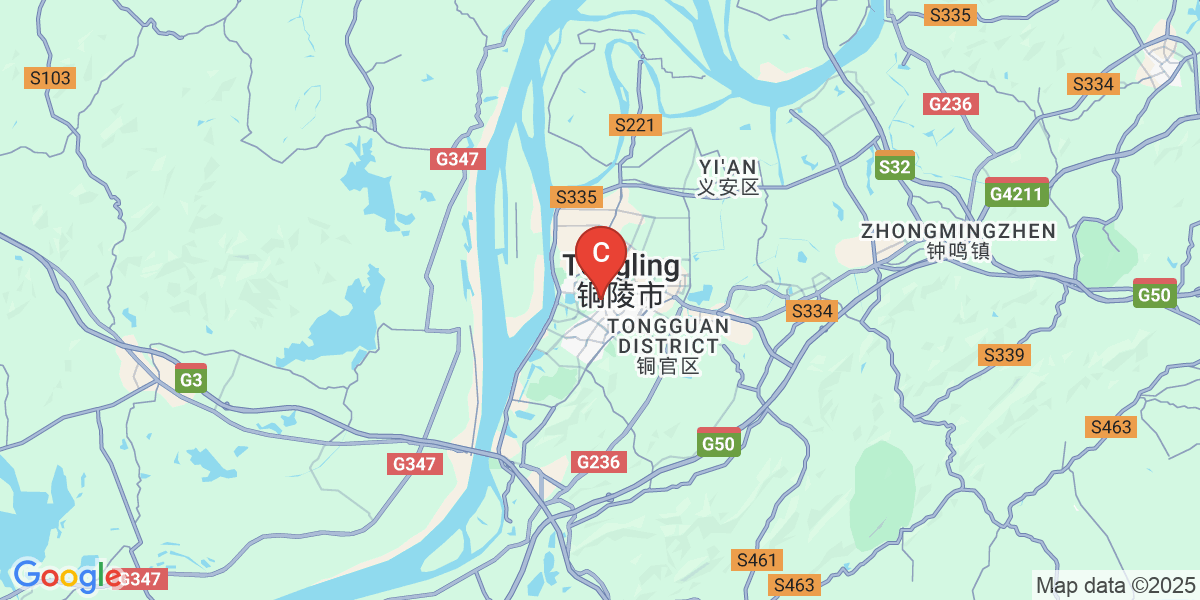 S335
S103
S334
G236
S221
G347
YI'AN
义安区
S32
G4211
S335
ZHONGMINGZHEN
钟鸣镇
C
Tongling
铜陵市
G50
S334
TONGGUAN
DISTRICT
铜官区
S339
G3
S463
G50
G347
G236
S461
Google
G347
S463
Map data ©2025